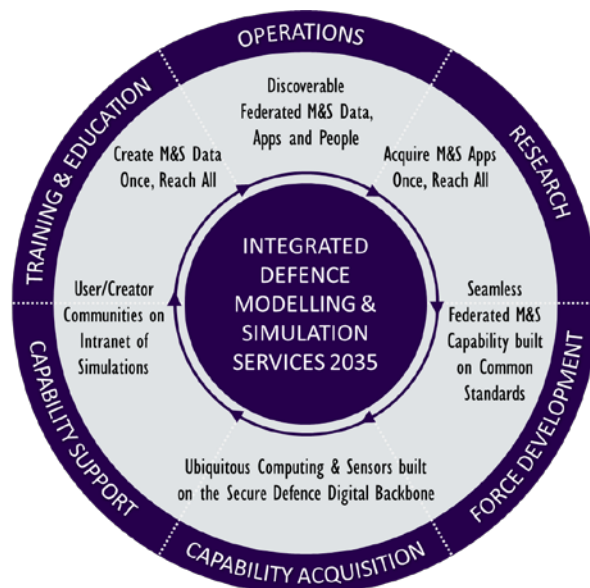 OPERATIONS
RESEARCH
FORCE DEVELOPMENT
CAPABILITY ACQUISITION
CAPABILITY SUPPORT
TRAINING & EDUCATION
Discoverable
Federated M&S Data,
Apps and People
Acquire M&S Apps
Once, Reach All
Seamless
Federated M&S
Capability built
on Common
Standards
Ubiquitous Computing & Sensors built
on the Secure Defence Digital Backbone
User/Creator
Communities on
Intranet of
Simulations
Create M&S Data
Once, Reach All
INTEGRATED
DEFENCE
MODELLING &
SIMULATION
SERVICES 2035